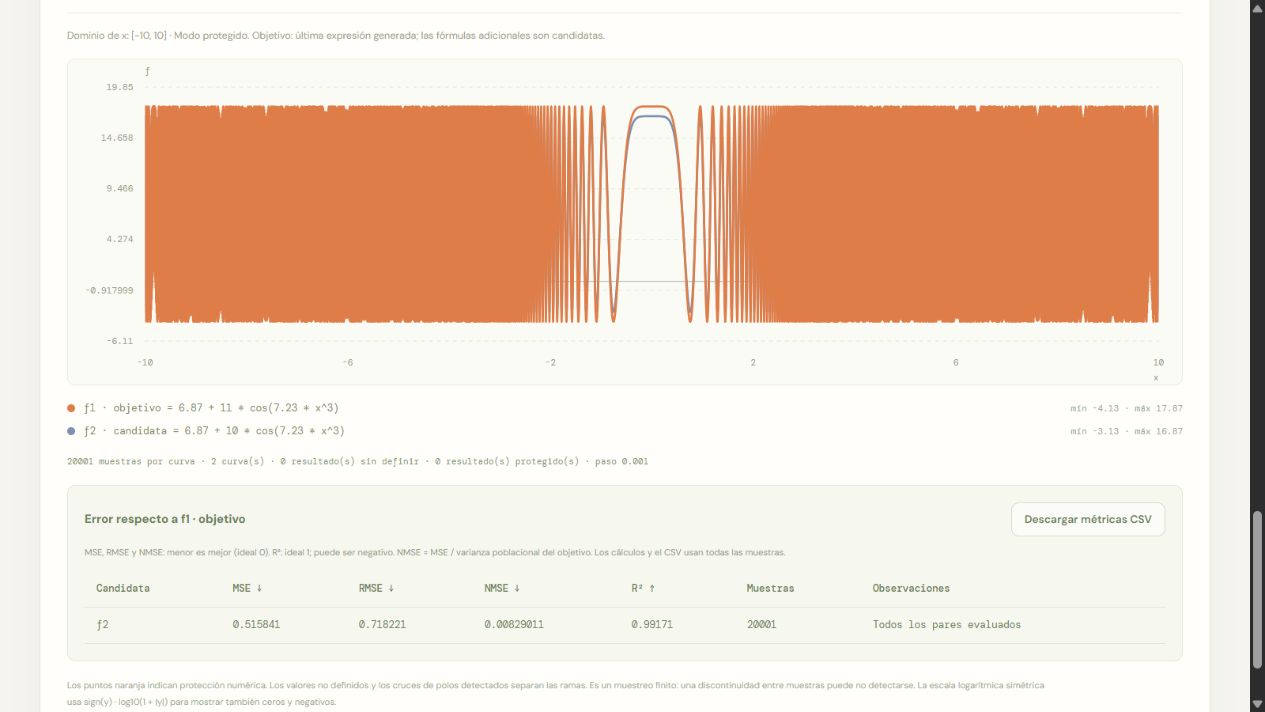 Dominio de x: [−10, 10] · Modo protegido. Objetivo: última expresión generada; las fórmulas adicionales son candidatas.
ƒ
19.85
14.658
9.466
4.274
-0.917999
-6.11
-10
-6
-2
2
6
10
x
ƒ1 · objetivo = 6.87 + 11 * cos(7.23 * x^3)
mín -4.13 · máx 17.87
ƒ2 · candidata = 6.87 + 10 * cos(7.23 * x^3)
mín -3.13 · máx 16.87
20001 muestras por curva · 2 curva(s) · 0 resultado(s) sin definir · 0 resultado(s) protegido(s) · paso 0.001
Error respecto a f1 · objetivo
Descargar métricas CSV
MSE, RMSE y NMSE: menor es mejor (ideal 0). R²: ideal 1; puede ser negativo. NMSE = MSE / varianza poblacional del objetivo. Los cálculos y el CSV usan todas las muestras.
Candidata MSE ↓ RMSE ↓ NMSE ↓ R² ↑ Muestras Observaciones
ƒ2 0.515841 0.718221 0.00829011 0.99171 20001 Todos los pares evaluados
Los puntos naranja indican protección numérica. Los valores no definidos y los cruces de polos detectados separan las ramas. Es un muestreo finito: una discontinuidad entre muestras puede no detectarse. La escala logarítmica simétrica
usa sign(y) · log10(1 + |y|) para mostrar también ceros y negativos.